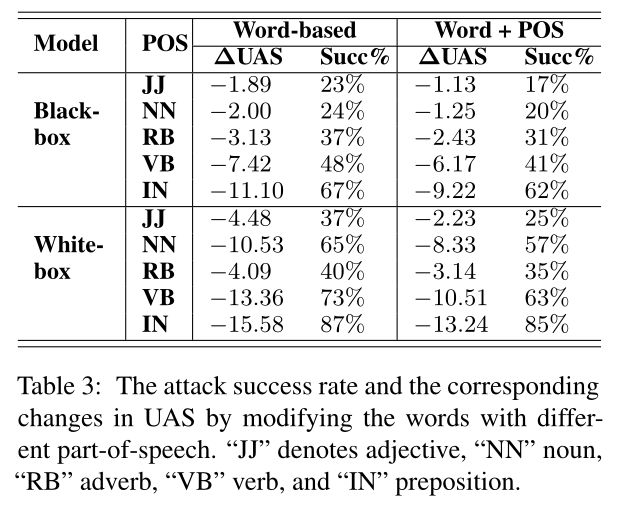 Model POS Word-based Word + POS
ΔUAS Succ% ΔUAS Succ%
JJ −1.89 23% −1.13 17%
Black- NN −2.00 24% −1.25 20%
box RB −3.13 37% −2.43 31%
VB −7.42 48% −6.17 41%
IN −11.10 67% −9.22 62%
JJ −4.48 37% −2.23 25%
White- NN −10.53 65% −8.33 57%
box RB −4.09 40% −3.14 35%
VB −13.36 73% −10.51 63%
IN −15.58 87% −13.24 85%
Table 3: The attack success rate and the corresponding
changes in UAS by modifying the words with differ-
ent part-of-speech. “JJ” denotes adjective, “NN” noun,
“RB” adverb, “VB” verb, and “IN” preposition.